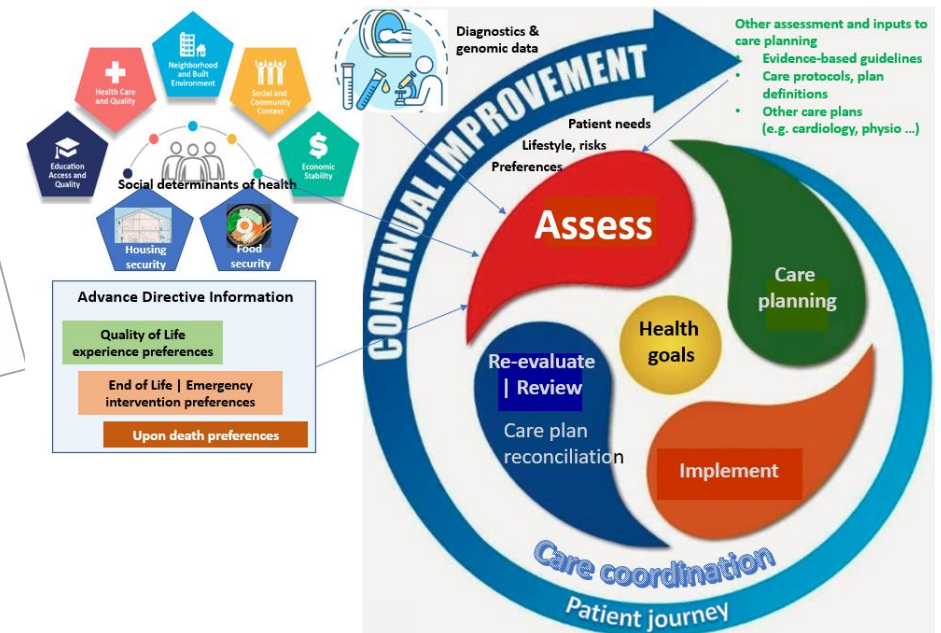 Neighborhood
and Built
Environment
Health Care
and Quality
Social and
Community
Context
Education
Access and
Quality
$
Economic
Stability
Social determinants of health
Housing
security
Food
security
Advance Directive Information
Quality of Life
experience preferences
End of Life | Emergency
intervention preferences
Upon death preferences
Diagnostics &
genomic data
Other assessment and inputs to
care planning
• Evidence-based guidelines
• Care protocols, plan
definitions
• Other care plans
(e.g. cardiology, physio ...)
CONTINUAL IMPROVEMENT
Patient needs
Lifestyle, risks
Preferences
Assess
Care
planning
Health
goals
Re-evaluate
| Review
Care plan
reconciliation
Implement
Care coordination
Patient journey